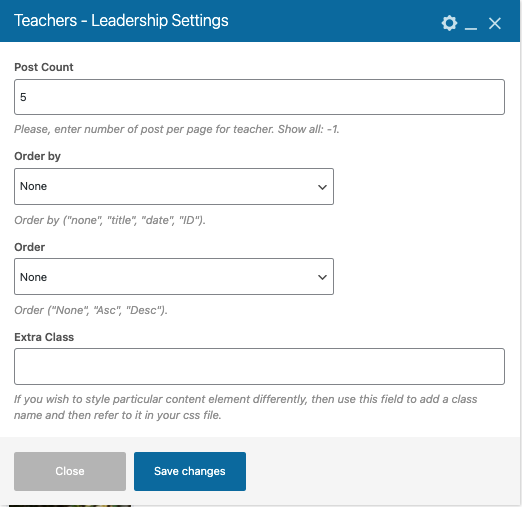 Teachers - Leadership Settings
Post Count
5
Please, enter number of post per page for teacher. Show all: -1.
Order by
None
Order by ("none", "title", "date", "ID").
Order
None
Order ("None", "Asc", "Desc").
Extra Class
If you wish to style particular content element differently, then use this field to add a class
name and then refer to it in your css file.
Close
Save changes